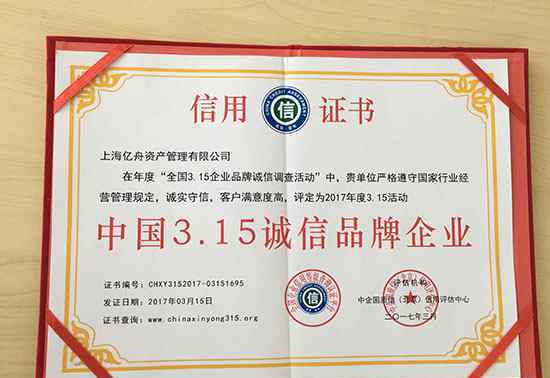 信用 信 证书
上海亿舟资产管理有限公司
在年度“全国3.15企业品牌诚信调查活动”中，贵单位严格遵守国家行业经
营管理规定，诚实守信，客户满意度高，评定为2017年度3.15活动
中国3.15诚信品牌企业
证书编号：CHXY3152017-03151695
发证日期：2017年03月15日
证书查询：www.chinaxinyong315.org
信
评估机构
信用评估中心
二〇一七年三月